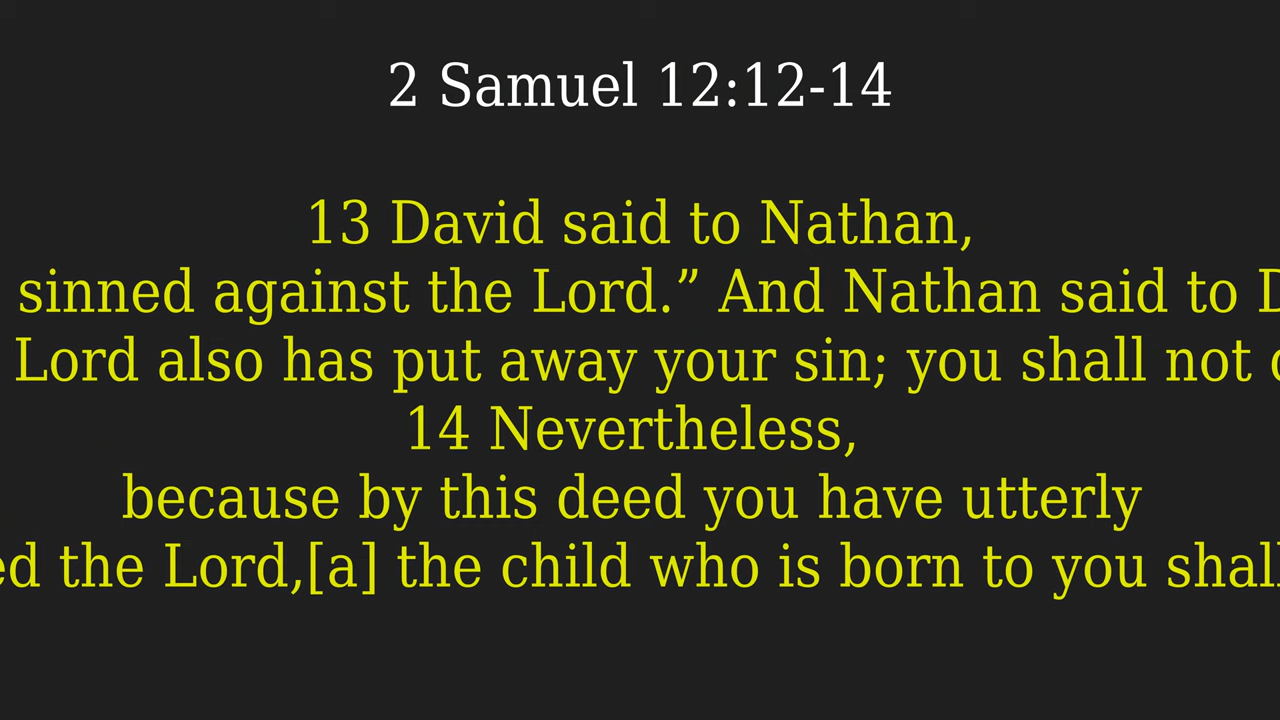 2 Samuel 12:12-14
13 David said to Nathan,
sinned against the Lord.” And Nathan said to
Lord also has put away your sin; you shall not
14 Nevertheless,
because by this deed you have utterly
ed the Lord,[a] the child who is born to you shall